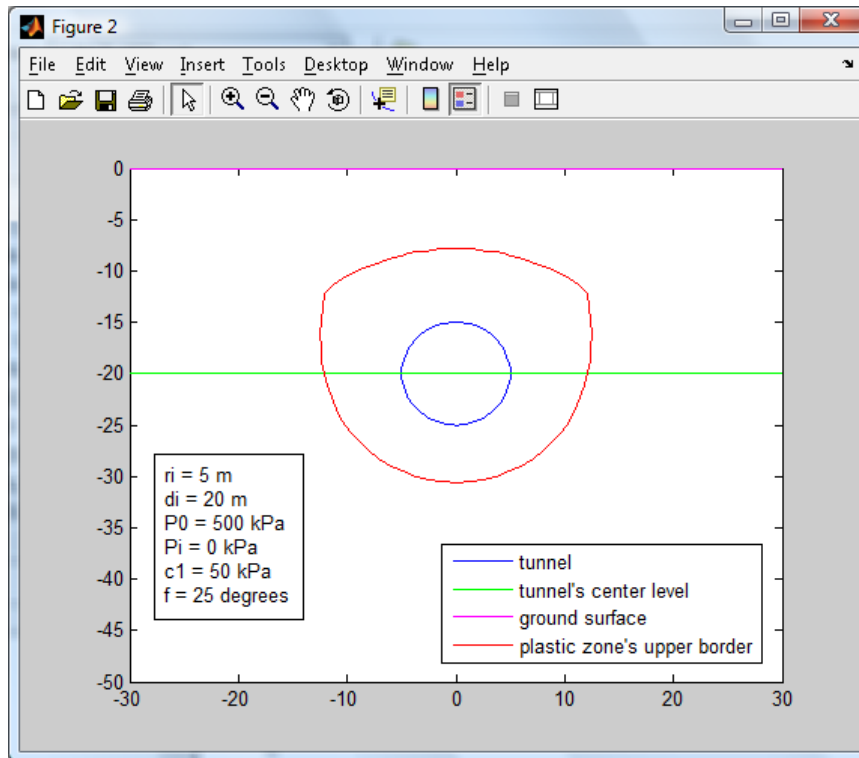 Figure 2
File Edit View Insert Tools Desktop Window Help
0
-5
-10
-15
-20
-25
-30
-35
-40
-45
-50
-30 -20 -10 0 10 20 30
ri = 5 m
di = 20 m
P0 = 500 kPa
Pi = 0 kPa
c1 = 50 kPa
f = 25 degrees
tunnel
tunnel's center level
ground surface
plastic zone's upper border